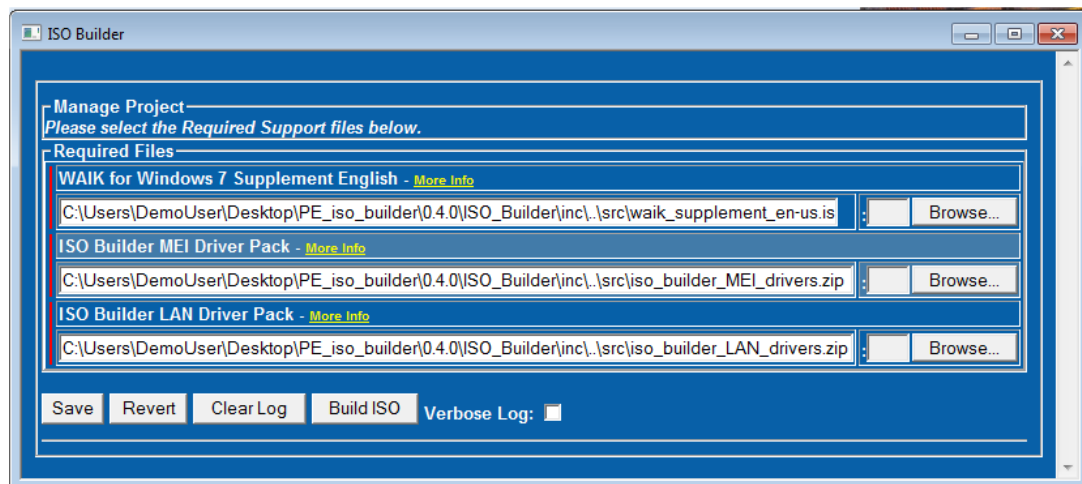 ISO Builder
Manage Project
Please select the Required Support files below.
Required Files
WAIK for Windows 7 Supplement English - More Info
C:\Users\DemoUser\Desktop\PE_iso_builder\0.4.0\ISO_Builder\inc\..\src\waik_supplement_en-us.is : Browse...
ISO Builder MEI Driver Pack - More Info
C:\Users\DemoUser\Desktop\PE_iso_builder\0.4.0\ISO_Builder\inc\..\src\iso_builder_MEI_drivers.zip : Browse...
ISO Builder LAN Driver Pack - More Info
C:\Users\DemoUser\Desktop\PE_iso_builder\0.4.0\ISO_Builder\inc\..\src\iso_builder_LAN_drivers.zip : Browse...
Save Revert Clear Log Build ISO Verbose Log: